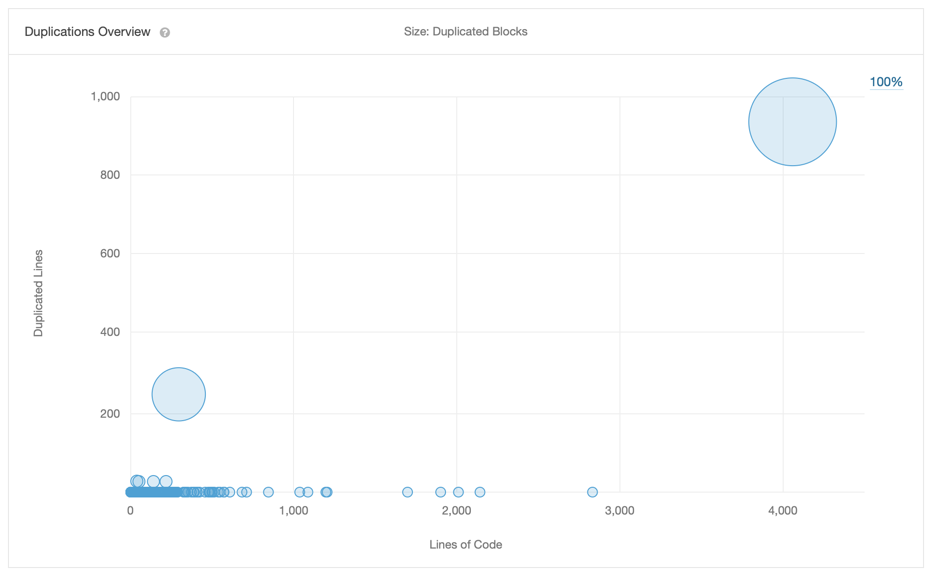 Duplications Overview ?
Size: Duplicated Blocks
100%
1,000
800
600
400
200
Duplicated Lines
0
1,000
2,000
3,000
4,000
Lines of Code